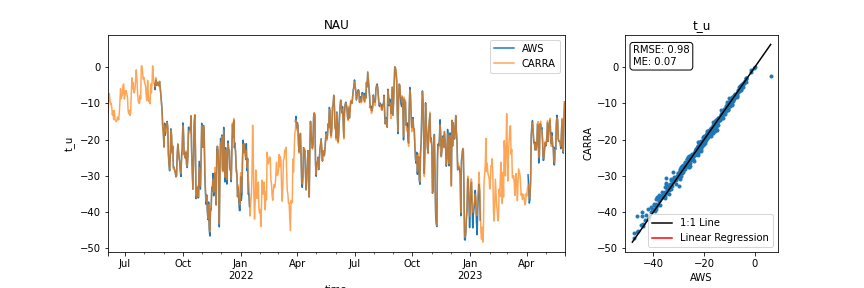 NAU
t_u
0
−10
−20
−30
−40
−50
AWS
CARRA
Jul
Oct
Jan
2022
Apr
Jul
Oct
Jan
2023
Apr
time
t_u
CARRA
0
−10
−20
−30
−40
−50
RMSE: 0.98
ME: 0.07
1:1 Line
Linear Regression
−40
−20
0
AWS